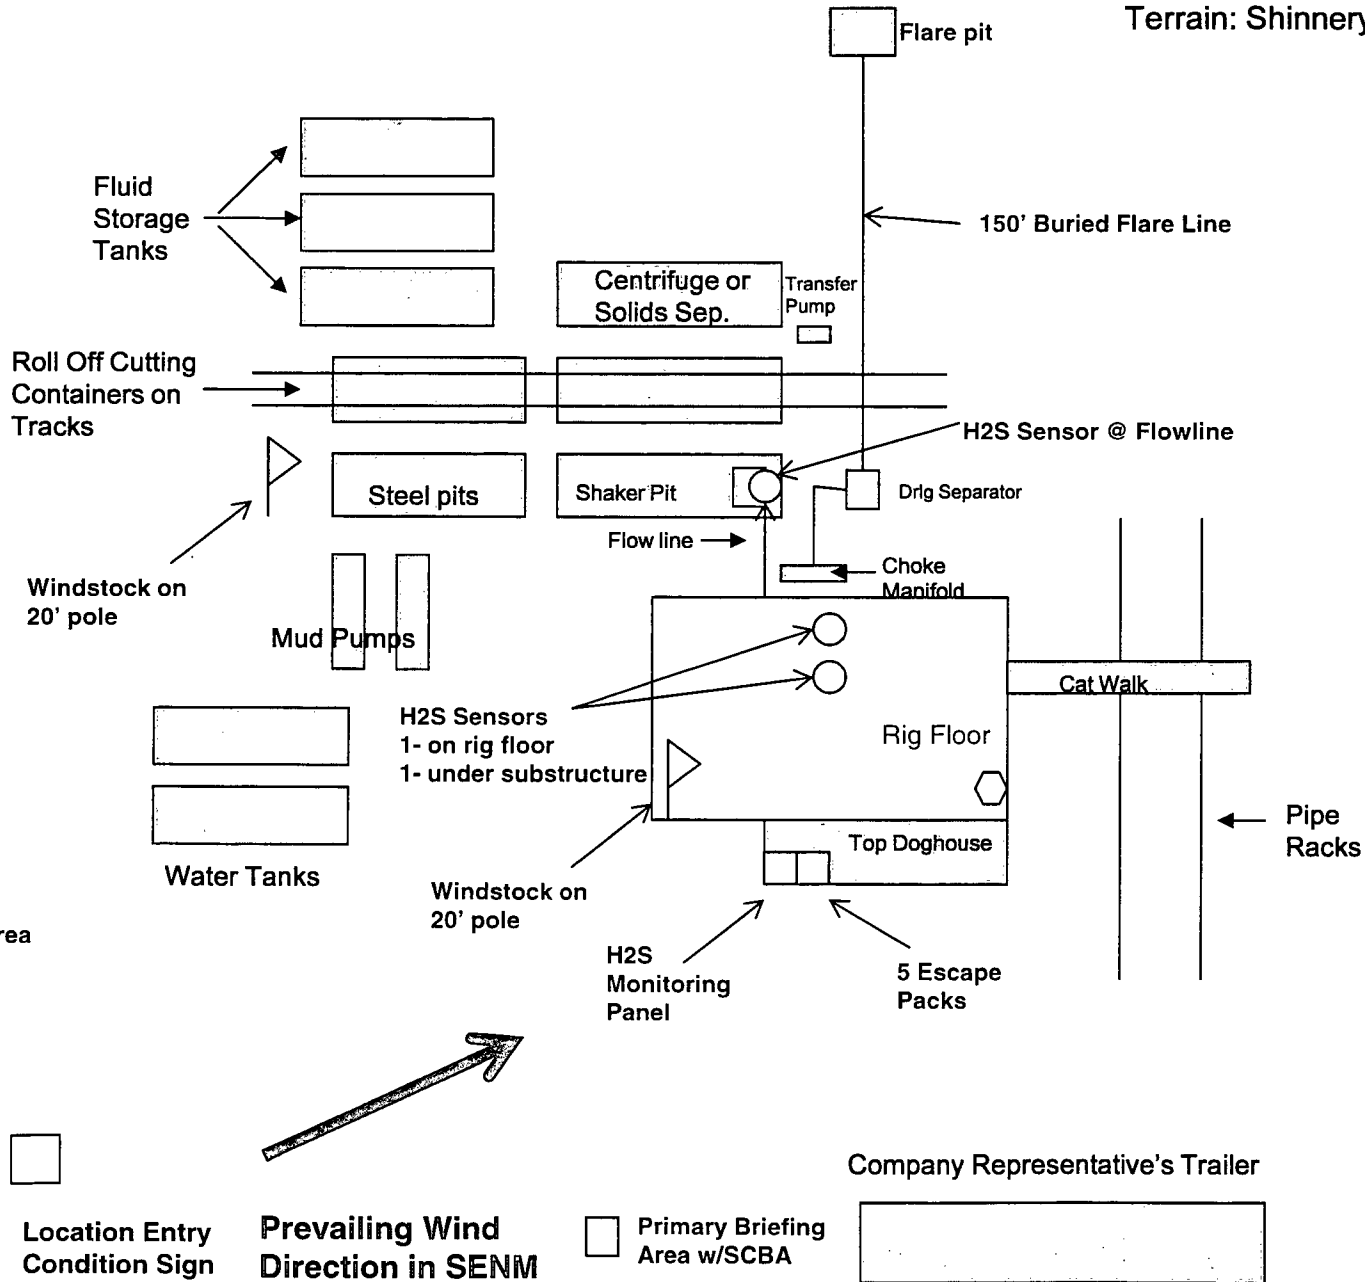 Terrain: Shinnery
Flare pit
Fluid
Storage
Tanks
150' Buried Flare Line
Centrifuge or
Solids Sep.
Transfer
Pump
Roll Off Cutting
Containers on
Tracks
H2S Sensor @ Flowline
Steel pits
Shaker Pit
Drlg Separator
Flow line
Choke
Manifold
Windstock on
20' pole
Mud Pumps
Cat Walk
H2S Sensors
1- on rig floor
1- under substructure
Rig Floor
Pipe
Racks
Top Doghouse
Water Tanks
Windstock on
20' pole
rea
H2S
Monitoring
Panel
5 Escape
Packs
Company Representative's Trailer
Location Entry
Condition Sign
Prevailing Wind
Direction in SENM
Primary Briefing
Area w/SCBA